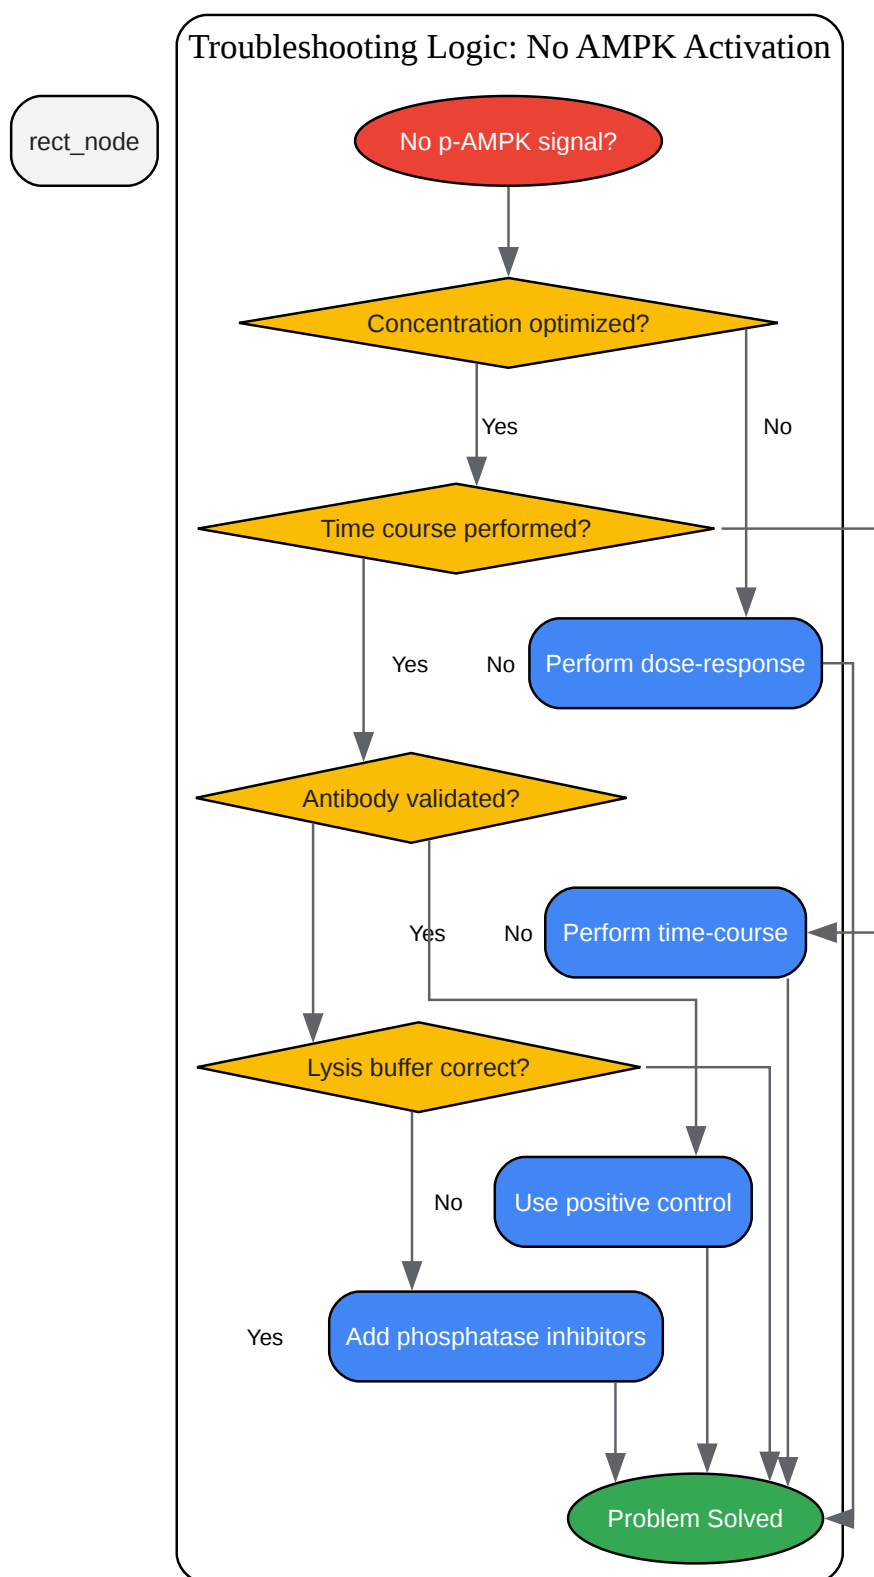 Troubleshooting Logic: No AMPK Activation
rect_node
No p-AMPK signal?
Concentration optimized?
Yes
No
Time course performed?
Yes
No
Perform dose-response
Antibody validated?
Yes
No
Perform time-course
Lysis buffer correct?
No
Use positive control
Yes
Add phosphatase inhibitors
Problem Solved